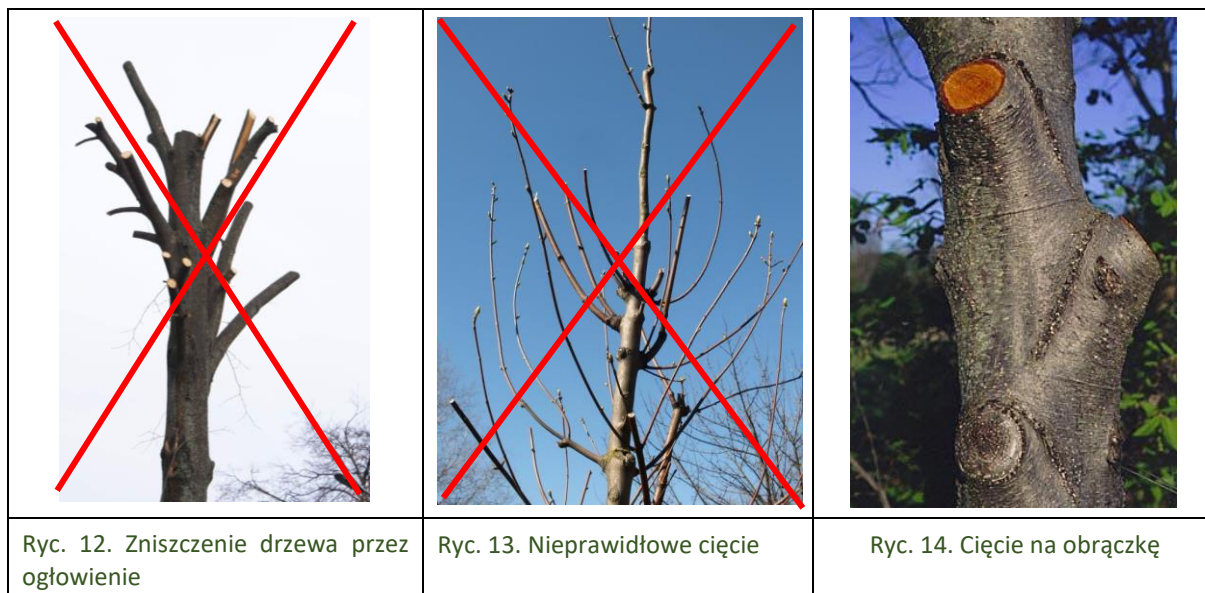 Ryc. 12. Zniszczenie drzewa przez
ogłowienie
Ryc. 13. Nieprawidłowe cięcie
Ryc. 14. Cięcie na obrączkę